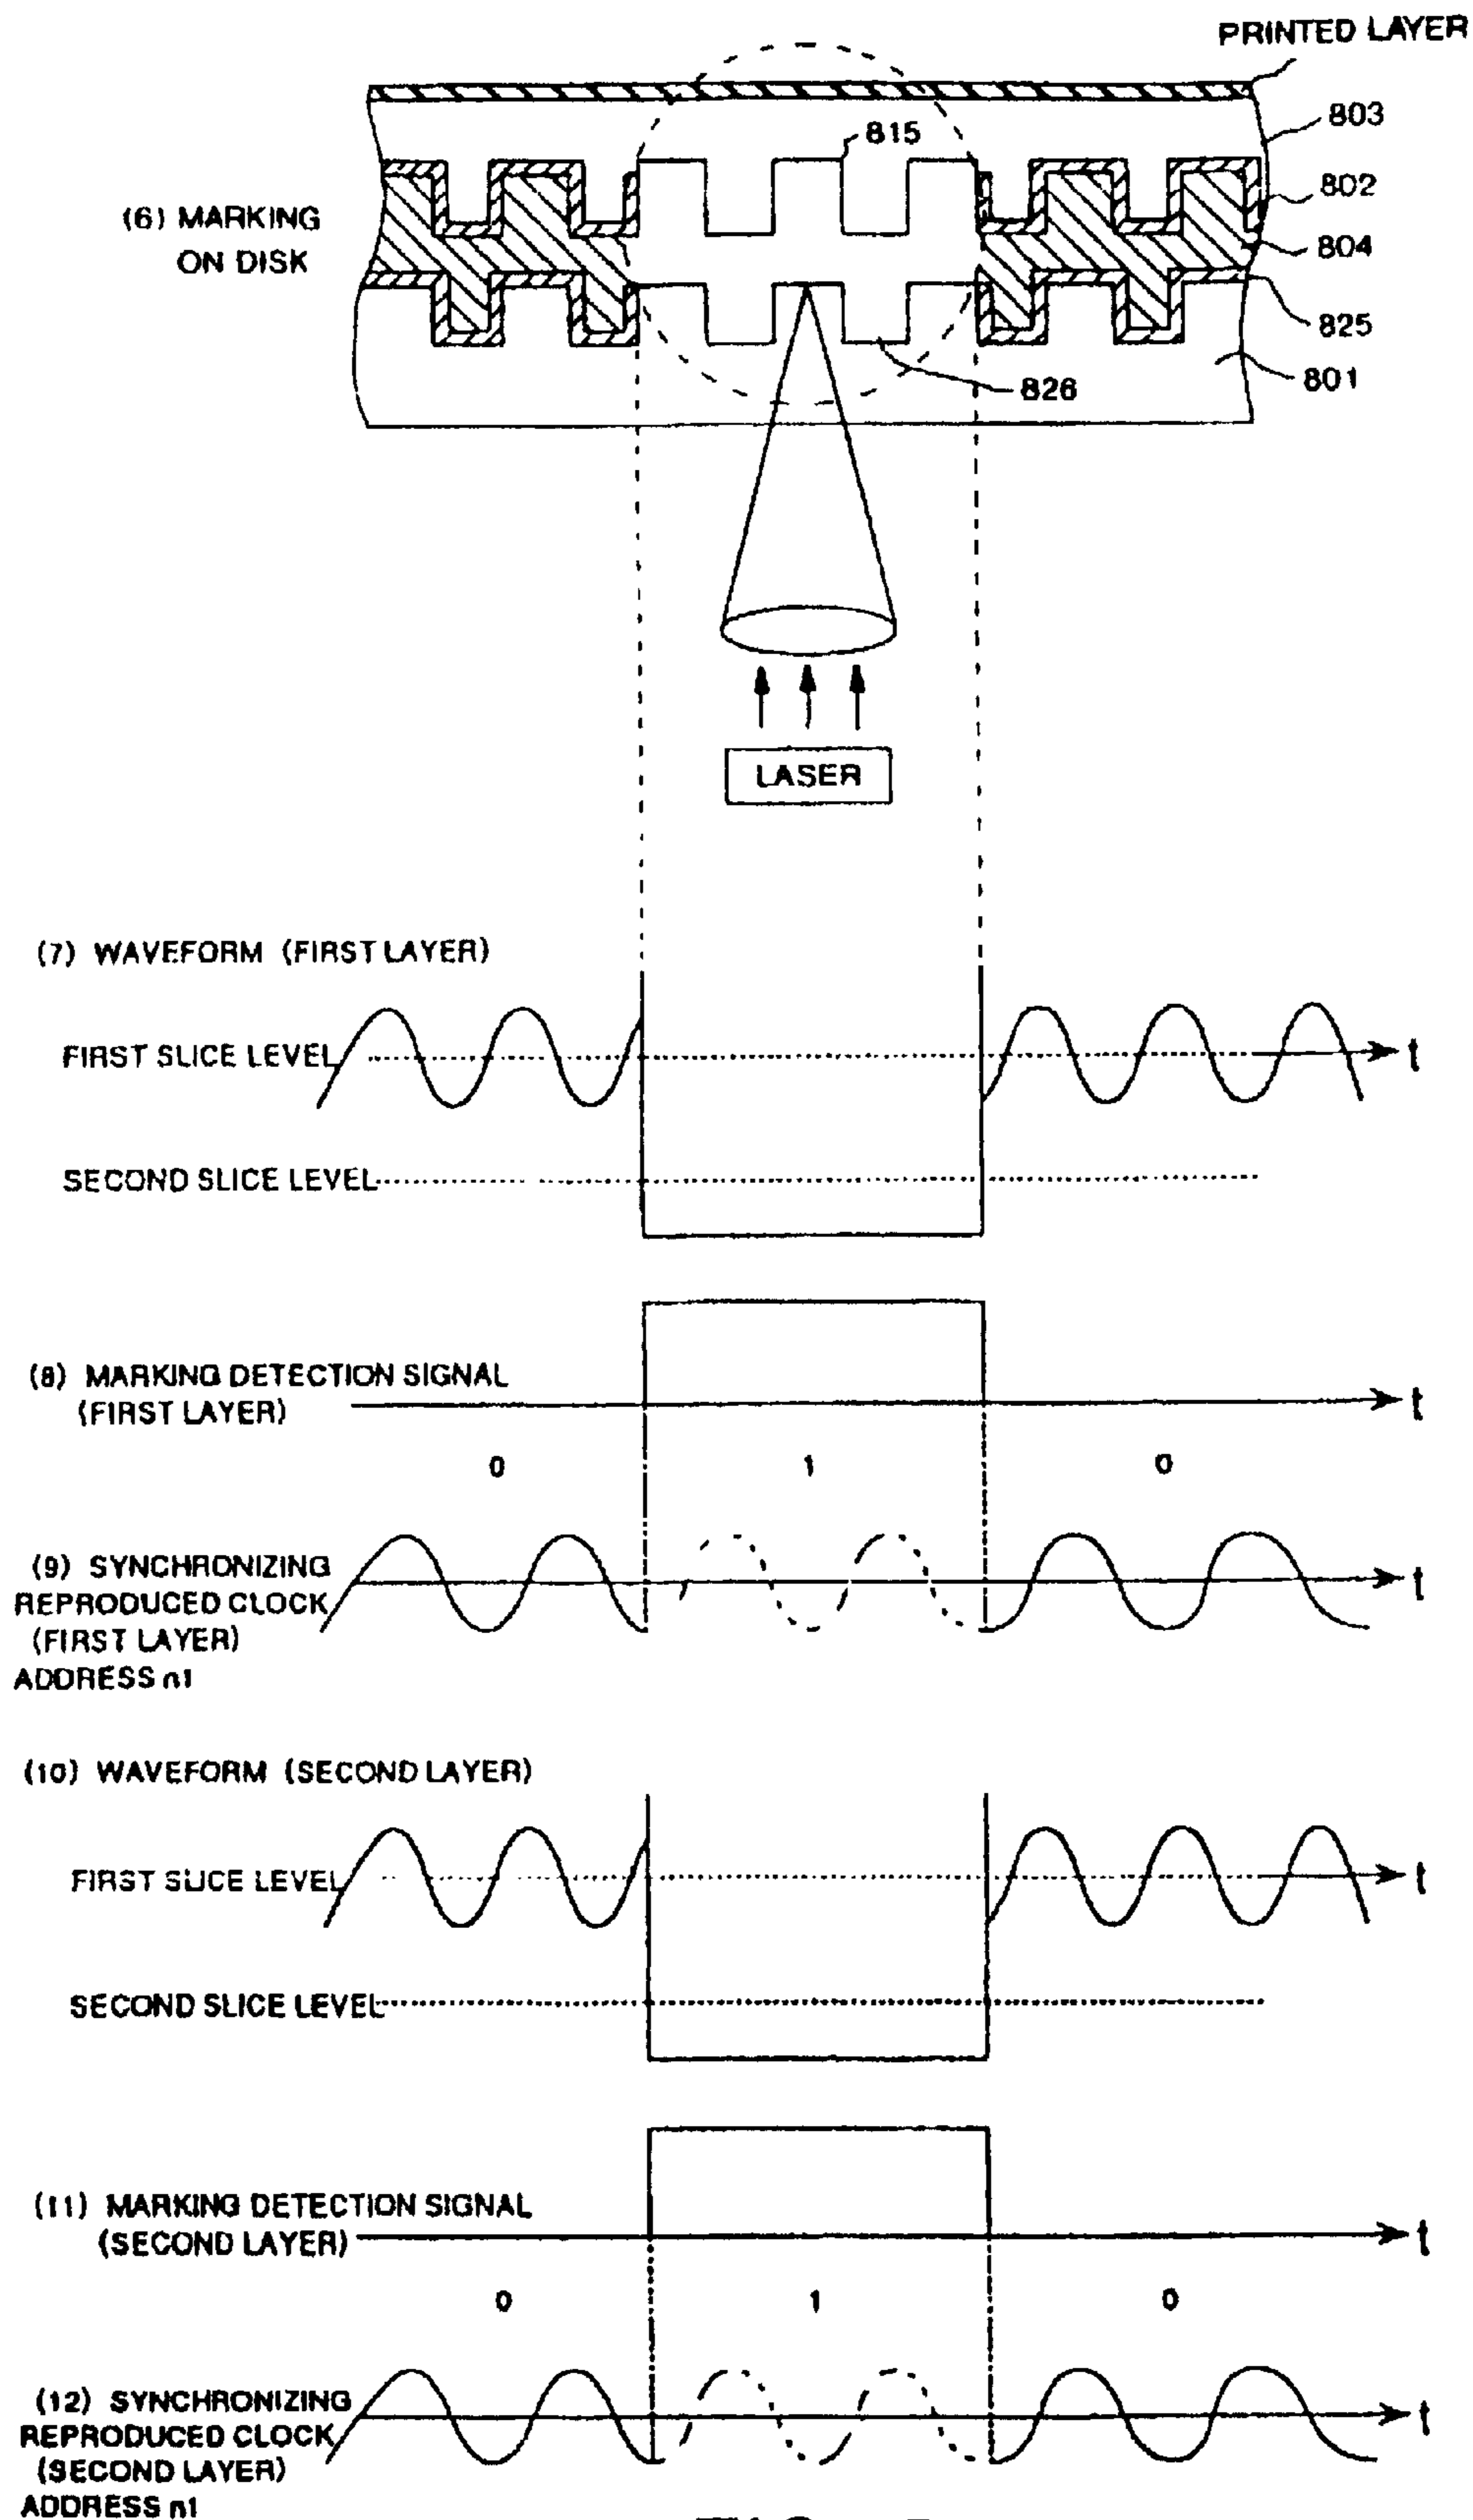 PRINTED LAYER
803
815
802
(6) MARKING
ON DISK
804
825
801
826
LASER
(7) WAVEFORM (FIRST LAYER)
FIRST SLICE LEVEL
t
SECOND SLICE LEVEL
(8) MARKING DETECTION SIGNAL
(FIRST LAYER)
t
0 1 0
(9) SYNCHRONIZING
REPRODUCED CLOCK
(FIRST LAYER)
ADDRESS n1
t
(10) WAVEFORM (SECOND LAYER)
FIRST SLICE LEVEL
t
SECOND SLICE LEVEL
(11) MARKING DETECTION SIGNAL
(SECOND LAYER)
t
0 1 0
(12) SYNCHRONIZING
REPRODUCED CLOCK
(SECOND LAYER)
ADDRESS n1
t